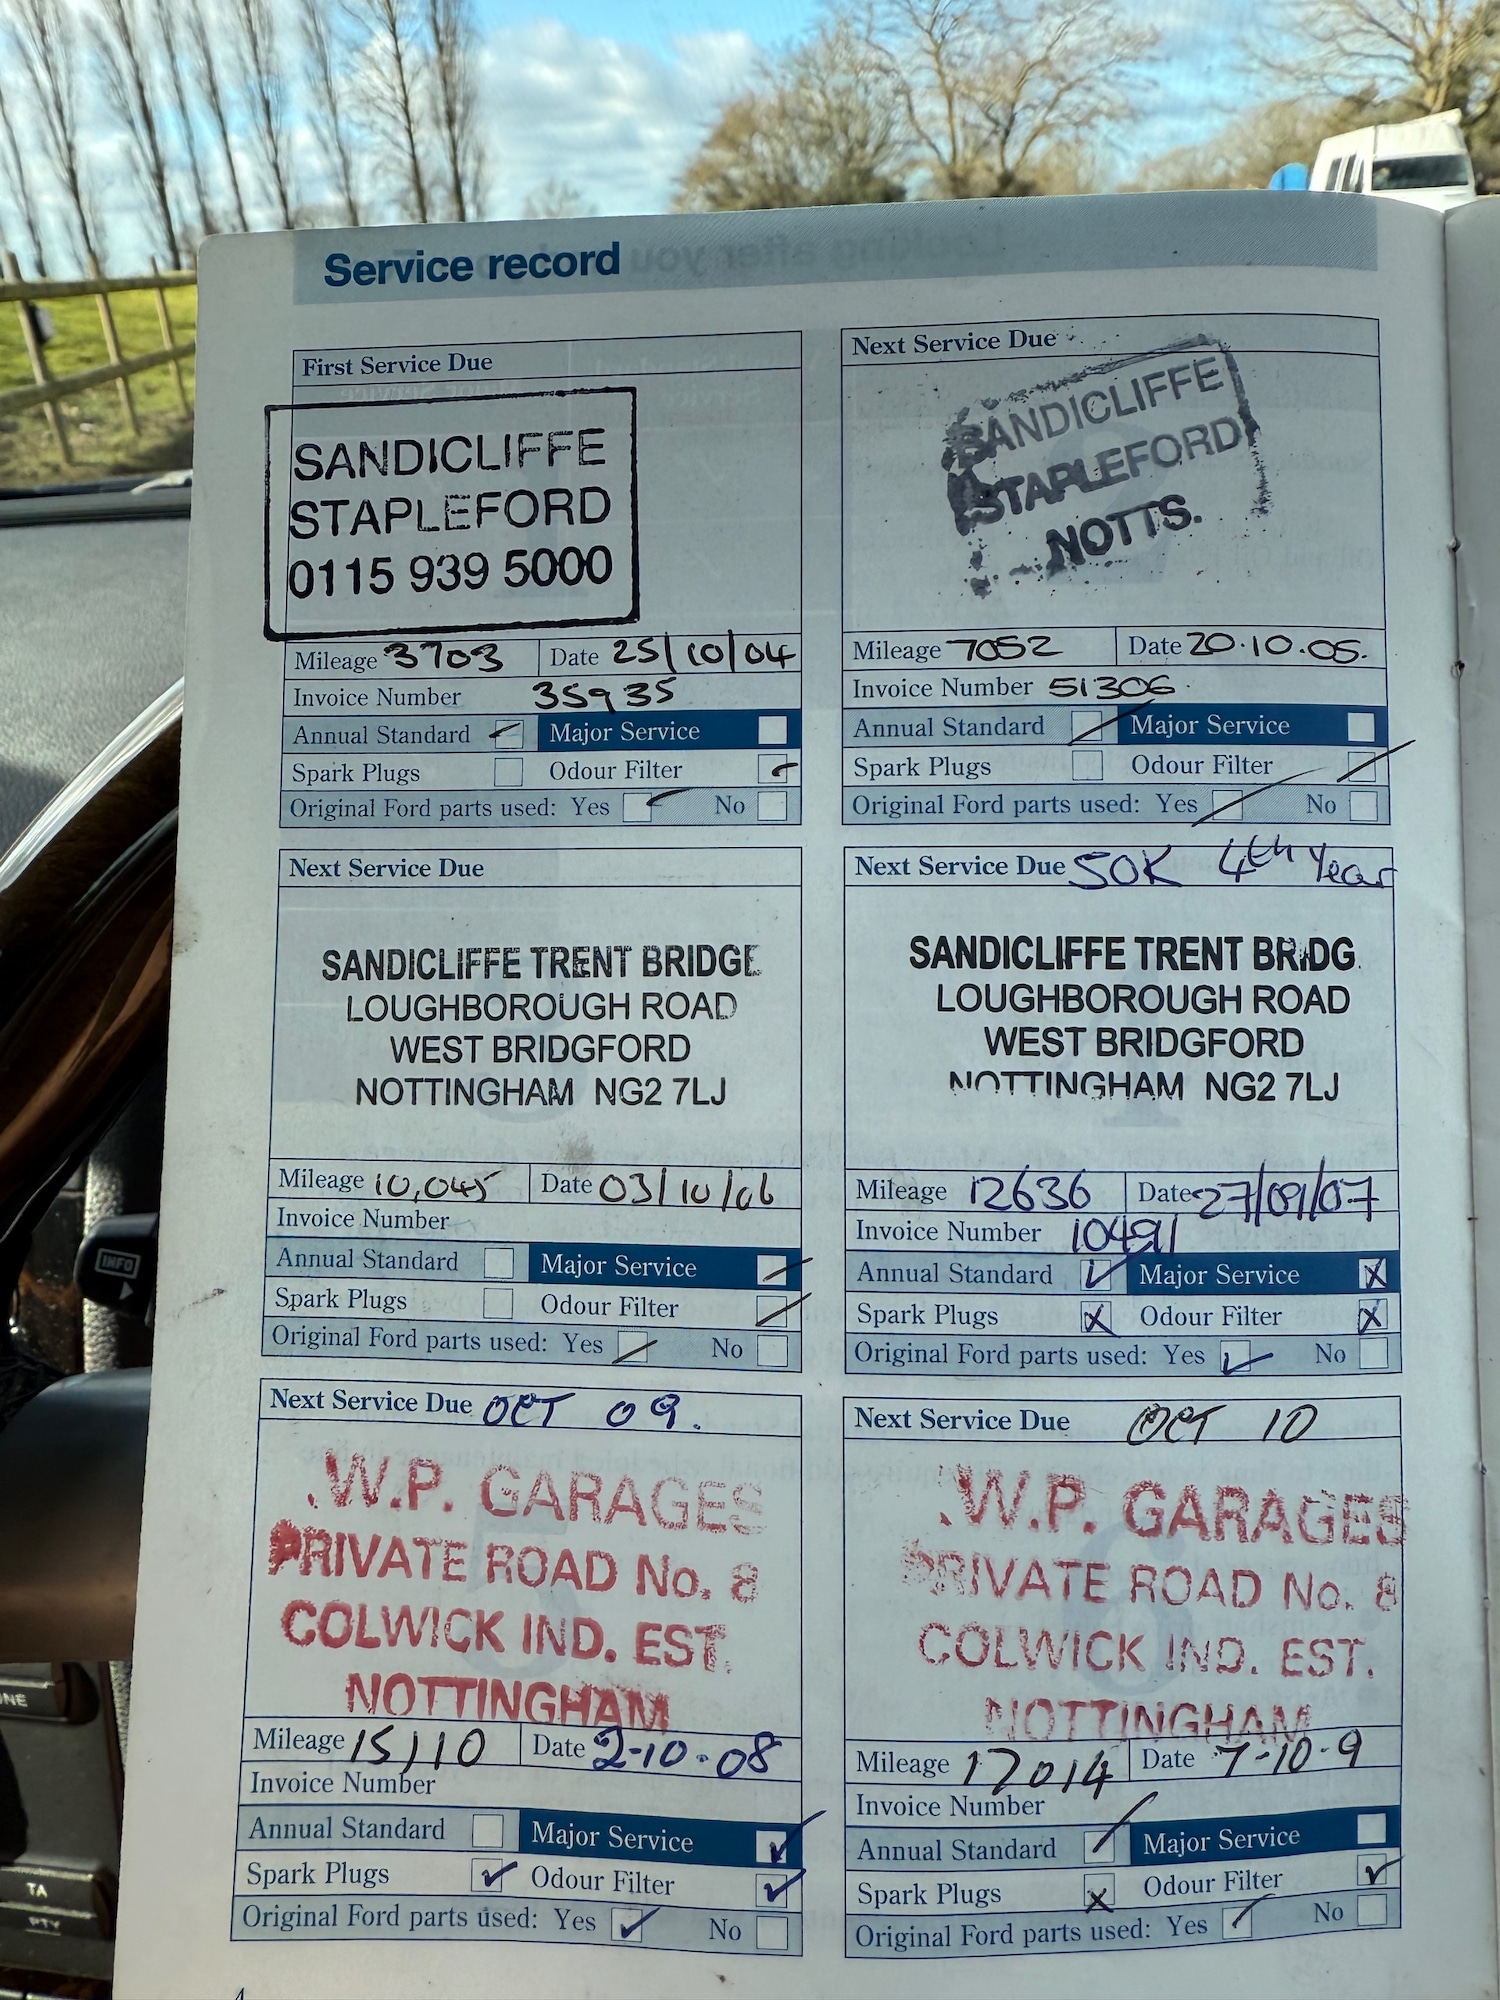 Service record
First Service Due
SANDICLIFFE
STAPLEFORD
0115 939 5000
Mileage 3703 Date 25/10/04
Invoice Number 35935
Annual Standard Major Service
Spark Plugs Odour Filter
Original Ford parts used: Yes No
Next Service Due
SANDICLIFFE
STAPLEFORD
NOTTS.
Mileage 7052 Date 20.10.05.
Invoice Number 51306
Annual Standard Major Service
Spark Plugs Odour Filter
Original Ford parts used: Yes No
Next Service Due
SANDICLIFFE TRENT BRIDGE
LOUGHBOROUGH ROAD
WEST BRIDGFORD
NOTTINGHAM NG2 7LJ
Mileage 10,045 Date 03/10/06
Invoice Number
Annual Standard Major Service
Spark Plugs Odour Filter
Original Ford parts used: Yes No
Next Service Due 50K 4th Year
SANDICLIFFE TRENT BRIDG
LOUGHBOROUGH ROAD
WEST BRIDGFORD
NOTTINGHAM NG2 7LJ
Mileage 12636 Date 27/09/07
Invoice Number 10491
Annual Standard Major Service
Spark Plugs Odour Filter
Original Ford parts used: Yes No
Next Service Due OCT 09.
.W.P. GARAGES
PRIVATE ROAD No. 8
COLWICK IND. EST.
NOTTINGHAM
Mileage 15110 Date 2-10-08
Invoice Number
Annual Standard Major Service
Spark Plugs Odour Filter
Original Ford parts used: Yes No
Next Service Due OCT 10
.W.P. GARAGES
PRIVATE ROAD No. 8
COLWICK IND. EST.
NOTTINGHAM
Mileage 17014 Date 7-10-9
Invoice Number
Annual Standard Major Service
Spark Plugs Odour Filter
Original Ford parts used: Yes No
INFO
TA
PTY